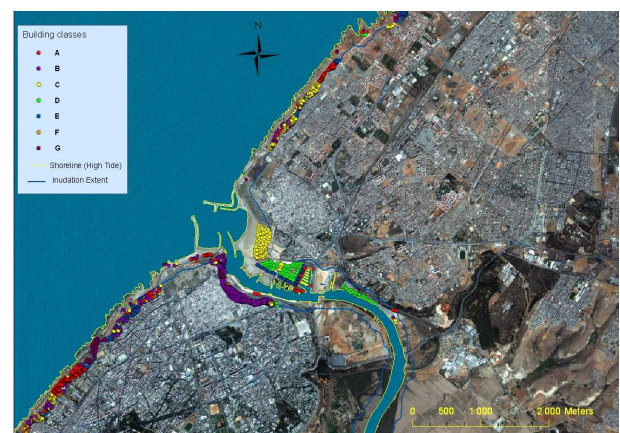 N
Building classes
A
B
C
D
E
F
G
Shoreline (High Tide)
Inudation Extent
0 500 1 000 2 000 Meters